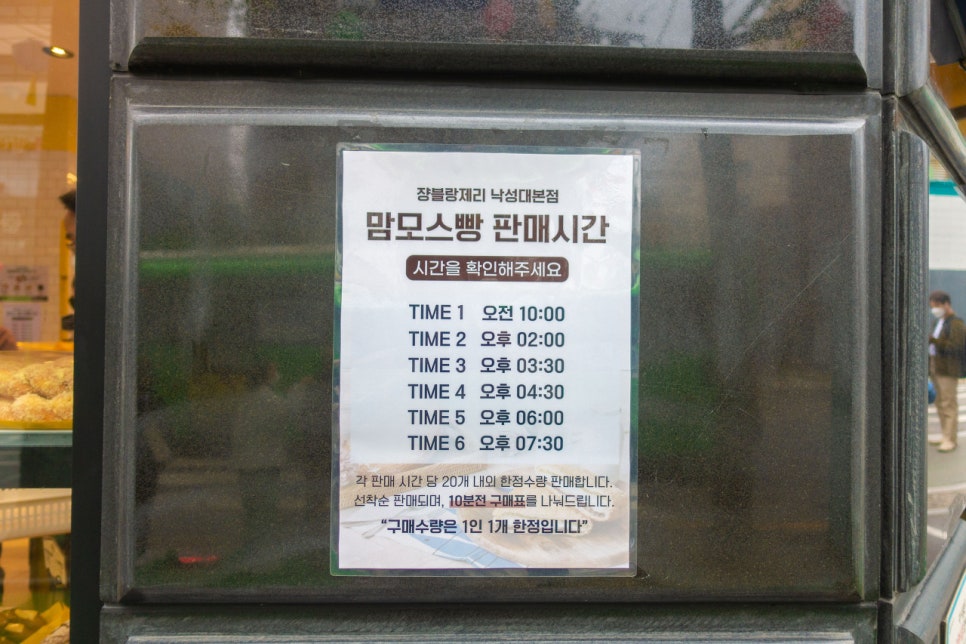 쟝블랑제리 낙성대본점
맘모스빵 판매시간
시간을 확인해주세요
TIME 1 오전 10:00
TIME 2 오후 02:00
TIME 3 오후 03:30
TIME 4 오후 04:30
TIME 5 오후 06:00
TIME 6 오후 07:30
각 판매 시간 당 20개 내외 한정수량 판매합니다.
선착순 판매되며, 10분전 구매표를 나눠드립니다.
“구매수량은 1인 1개 한정입니다”